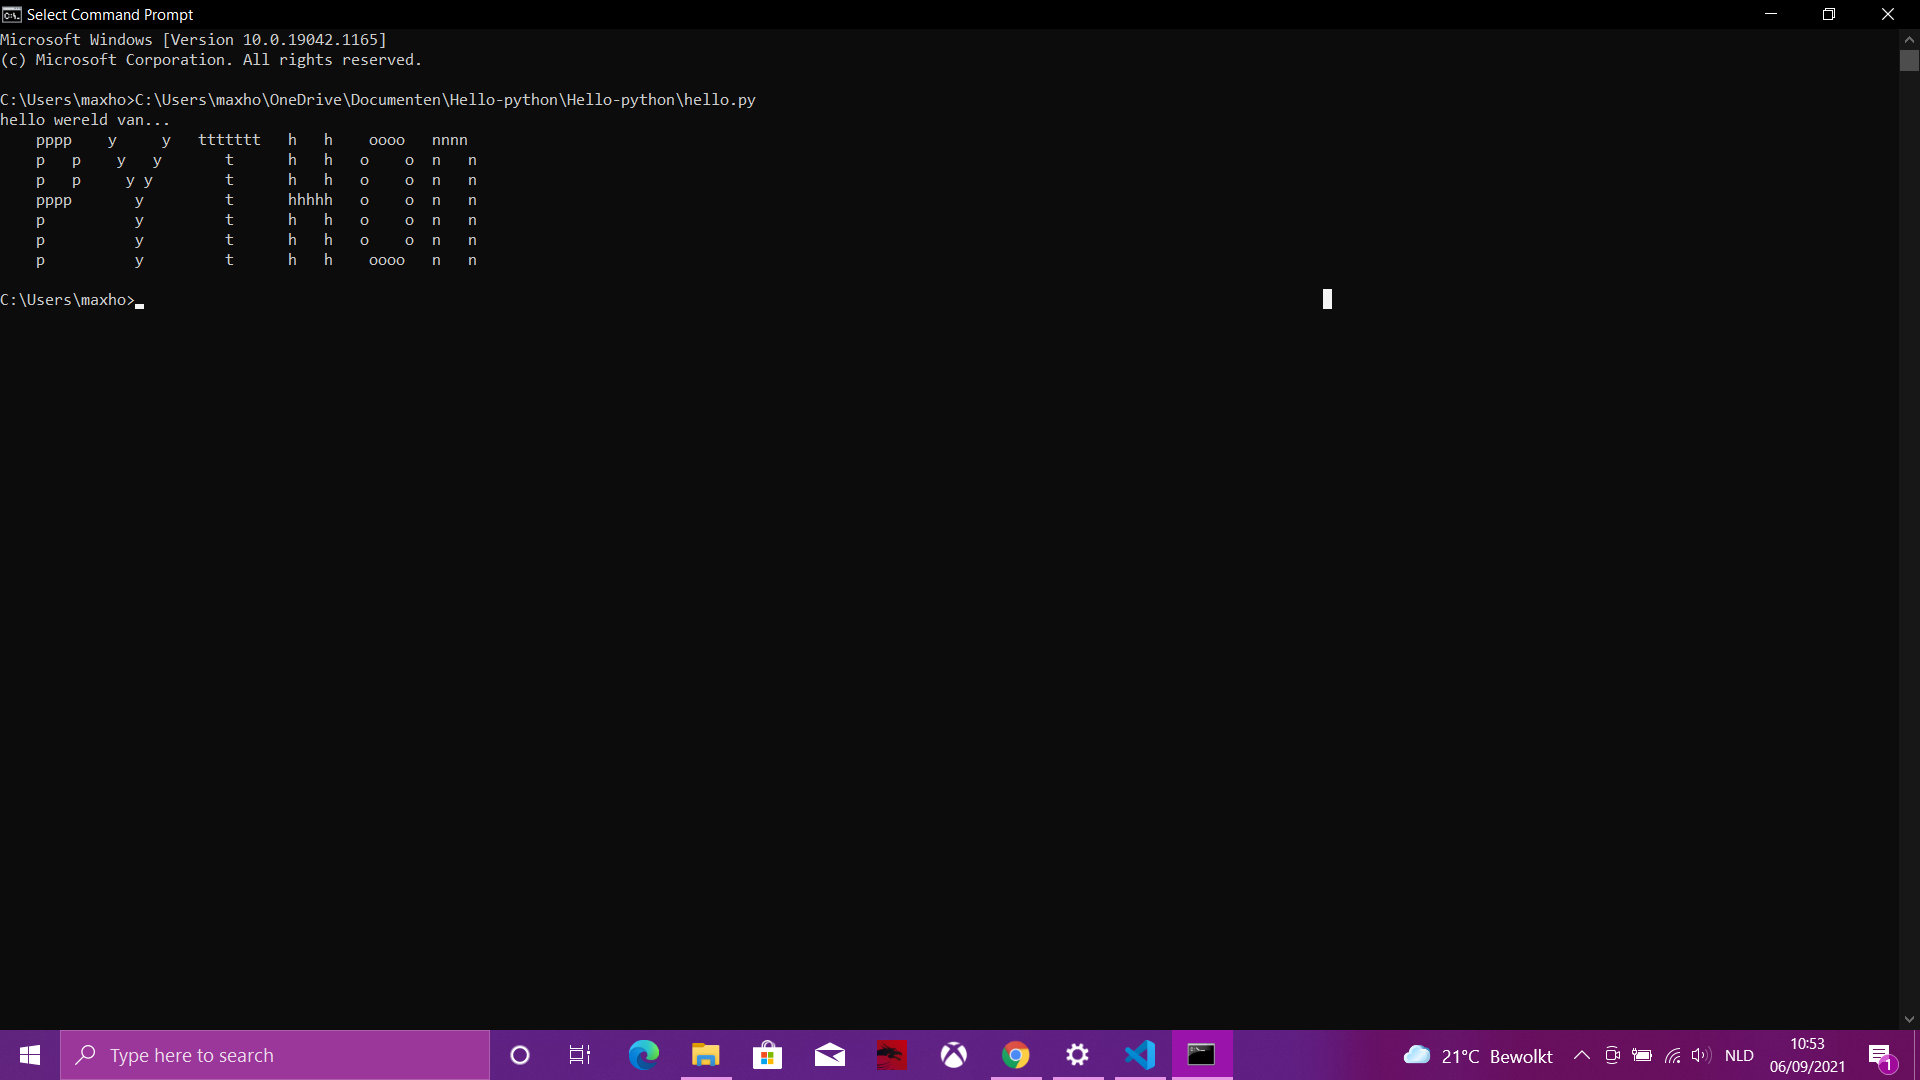 Select Command Prompt
Microsoft Windows [Version 10.0.19042.1165]
(c) Microsoft Corporation. All rights reserved.
C:\Users\maxho>C:\Users\maxho\OneDrive\Documenten\Hello-python\Hello-python\hello.py
hello wereld van...
    pppp    y     y   ttttttt   h   h    oooo   nnnn
    p   p    y   y       t      h   h   o    o  n   n
    p   p     y y        t      h   h   o    o  n   n
    pppp       y         t      hhhhh   o    o  n   n
    p          y         t      h   h   o    o  n   n
    p          y         t      h   h   o    o  n   n
    p          y         t      h   h    oooo   n   n
C:\Users\maxho>
Type here to search
21°C Bewolkt
NLD
10:53
06/09/2021
1